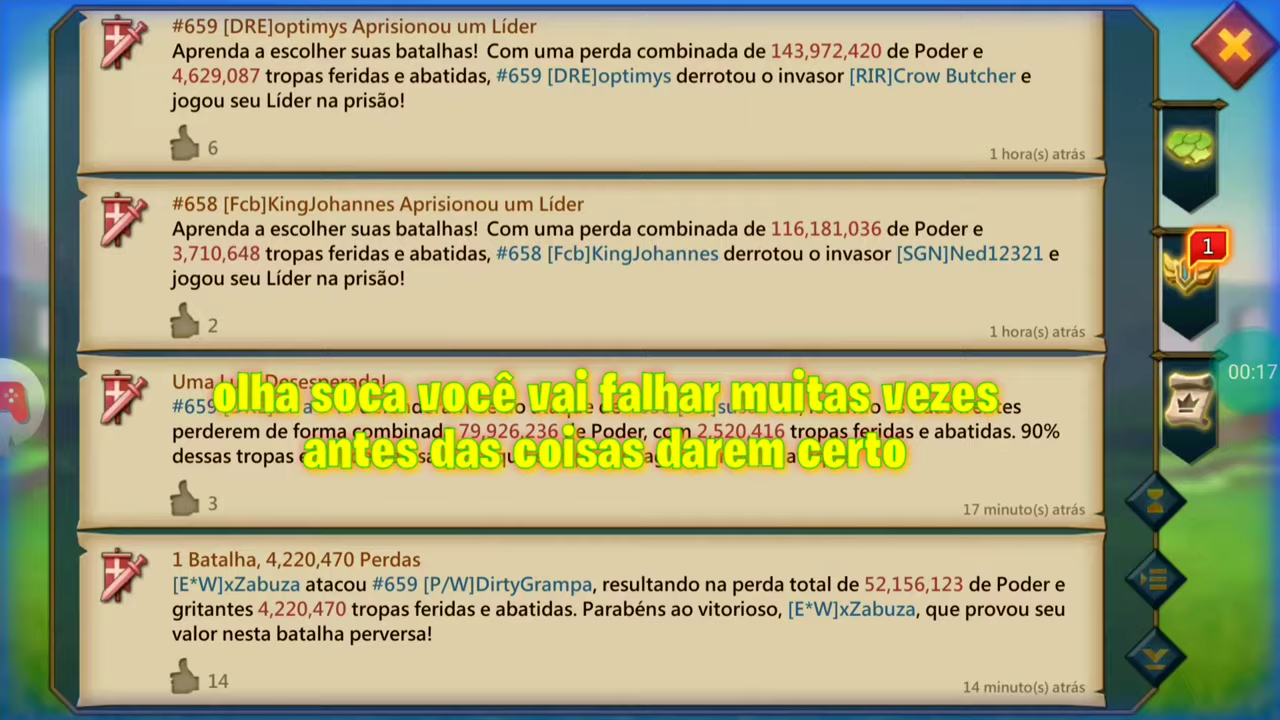 #659 [DRE]optimys Aprisionou um Líder
Aprenda a escolher suas batalhas! Com uma perda combinada de 143,972,420 de Poder e
4,629,087 tropas feridas e abatidas, #659 [DRE]optimys derrotou o invasor [RIR]Crow Butcher e
jogou seu Líder na prisão!
6
1 hora(s) atrás
#658 [Fcb]KingJohannes Aprisionou um Líder
Aprenda a escolher suas batalhas! Com uma perda combinada de 116,181,036 de Poder e
3,710,648 tropas feridas e abatidas, #658 [Fcb]KingJohannes derrotou o invasor [SGN]Ned12321 e
jogou seu Líder na prisão!
2
1 hora(s) atrás
1
00:17
Uma Desesperada!
olha soca você vai falhar muitas vezes
#659
perderem de forma combinad 79,926,236 de Poder, com 2,520,416 tropas feridas e abatidas. 90%
antes das coisas darem certo
dessas tropas
3
17 minuto(s) atrás
1 Batalha, 4,220,470 Perdas
[E*W]xZabuza atacou #659 [P/W]DirtyGrampa, resultando na perda total de 52,156,123 de Poder e
gritantes 4,220,470 tropas feridas e abatidas. Parabéns ao vitorioso, [E*W]xZabuza, que provou seu
valor nesta batalha perversa!
14
14 minuto(s) atrás